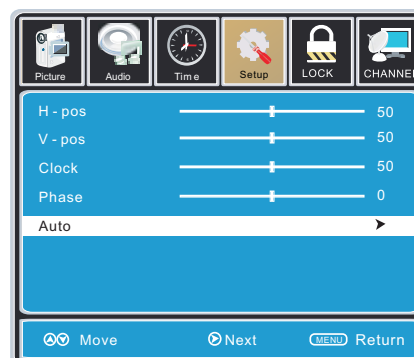 Picture Audio Time Setup LOCK CHANNEL
H - pos 50
V - pos 50
Clock 50
Phase 0
Auto
Move Next MENU Return